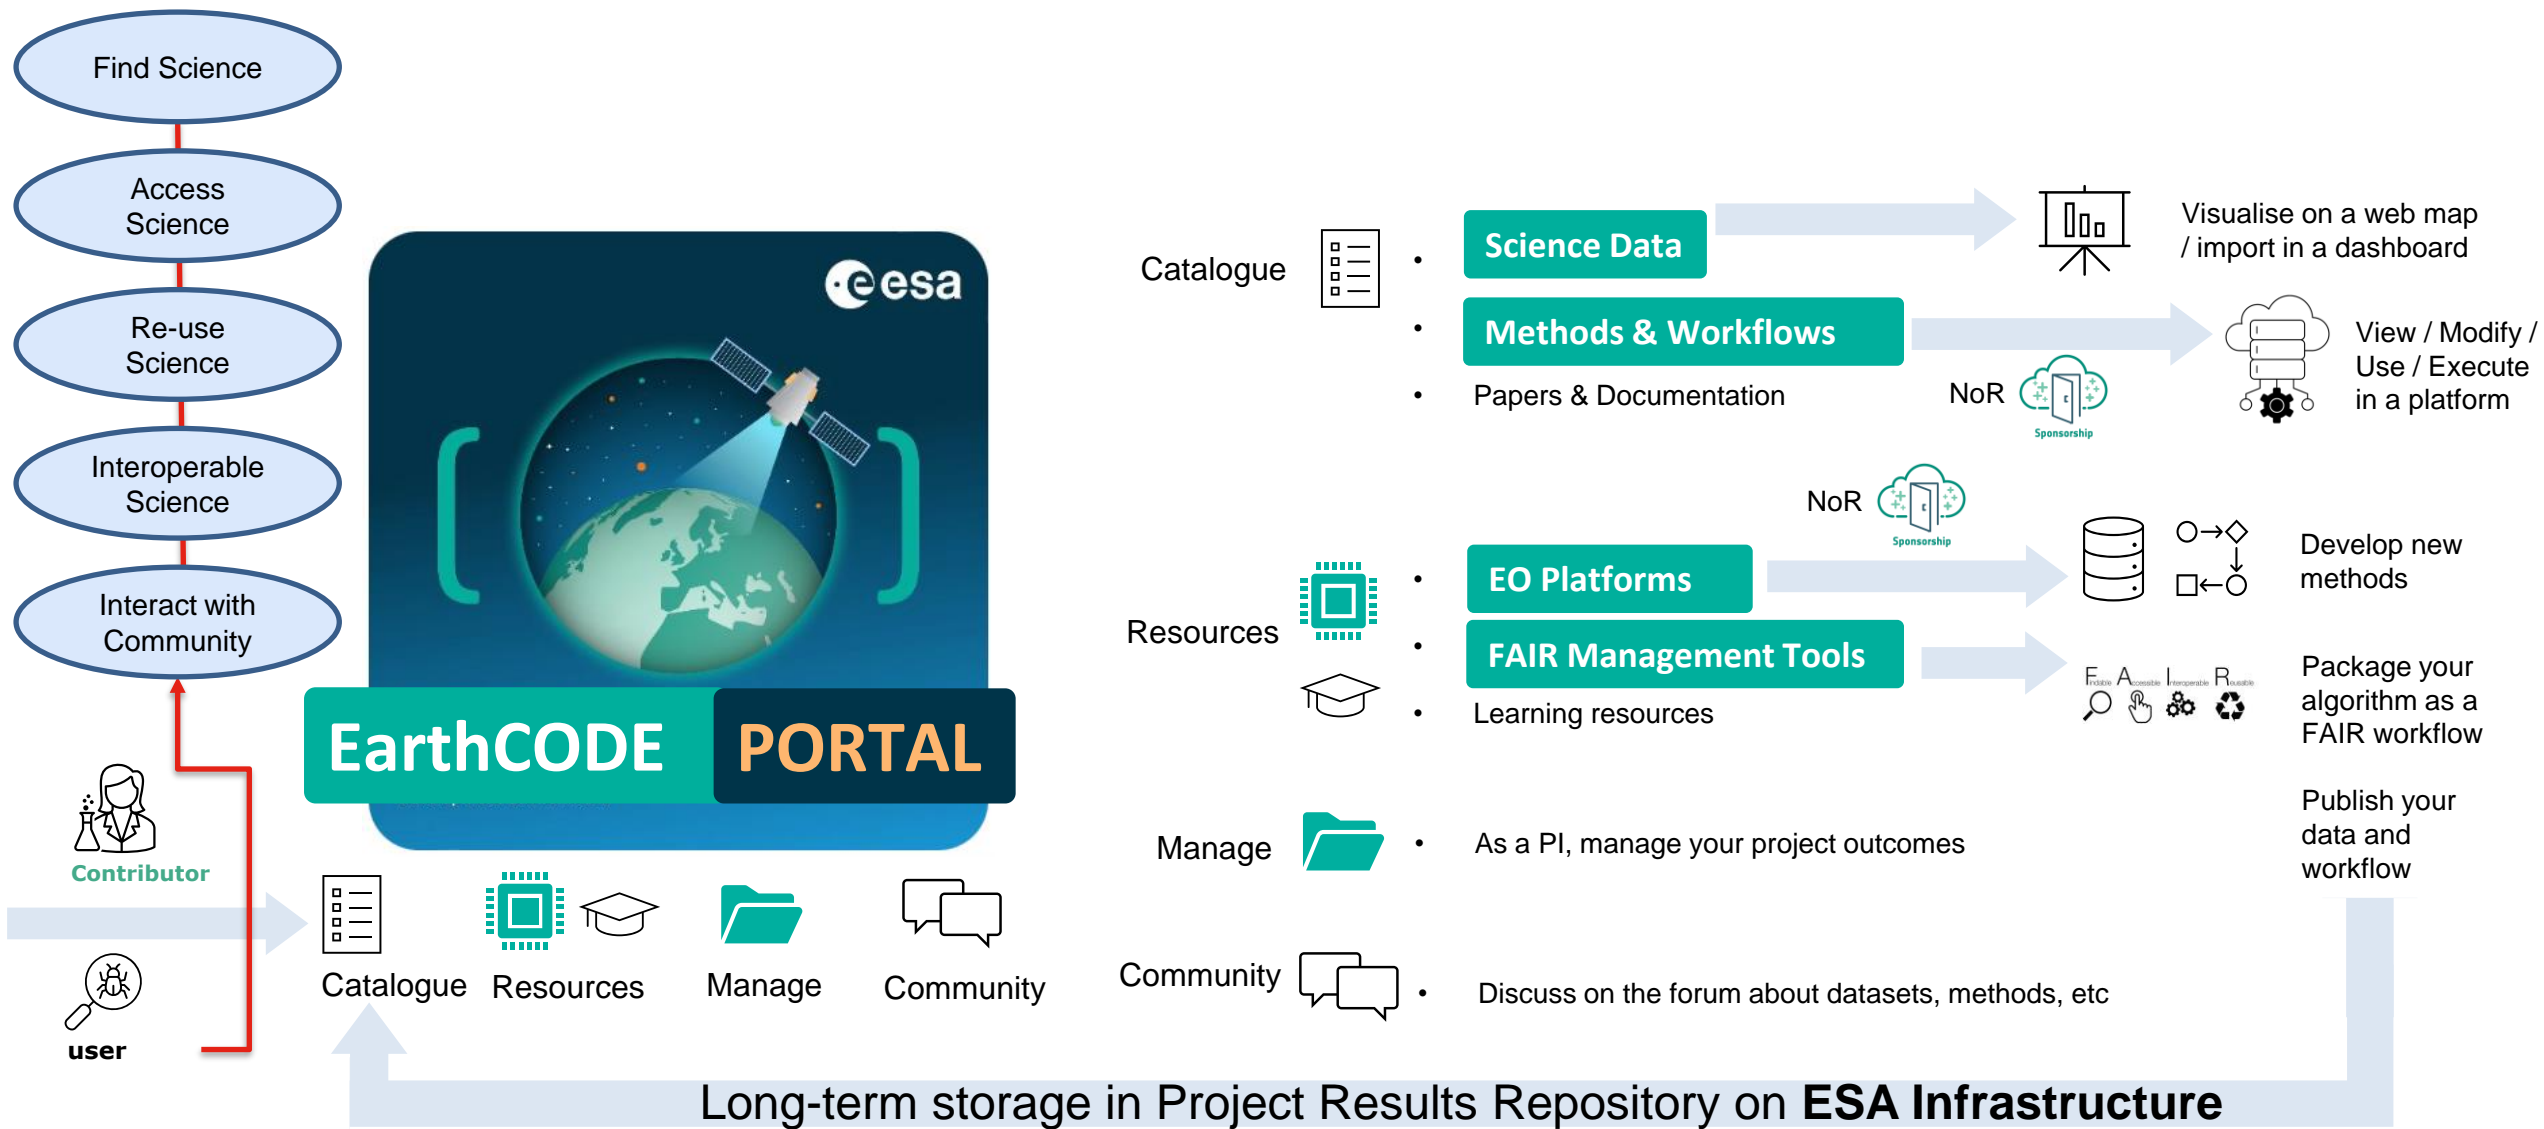 Find Science
Access
Science
Re-use
Science
Interoperable
Science
Interact with
Community
Contributor
user
esa
EarthCODE PORTAL
Catalogue
Resources
Manage
Community
Catalogue
• Science Data
Visualise on a web map
/ import in a dashboard
• Methods & Workflows
View / Modify /
Use / Execute
in a platform
• Papers & Documentation
NoR
Sponsorship
NoR
Sponsorship
Resources
• EO Platforms
Develop new
methods
• FAIR Management Tools
Findable Accessible Interoperable Reusable
Package your
algorithm as a
FAIR workflow
• Learning resources
Publish your
data and
workflow
Manage
• As a PI, manage your project outcomes
Community
• Discuss on the forum about datasets, methods, etc
Long-term storage in Project Results Repository on ESA Infrastructure